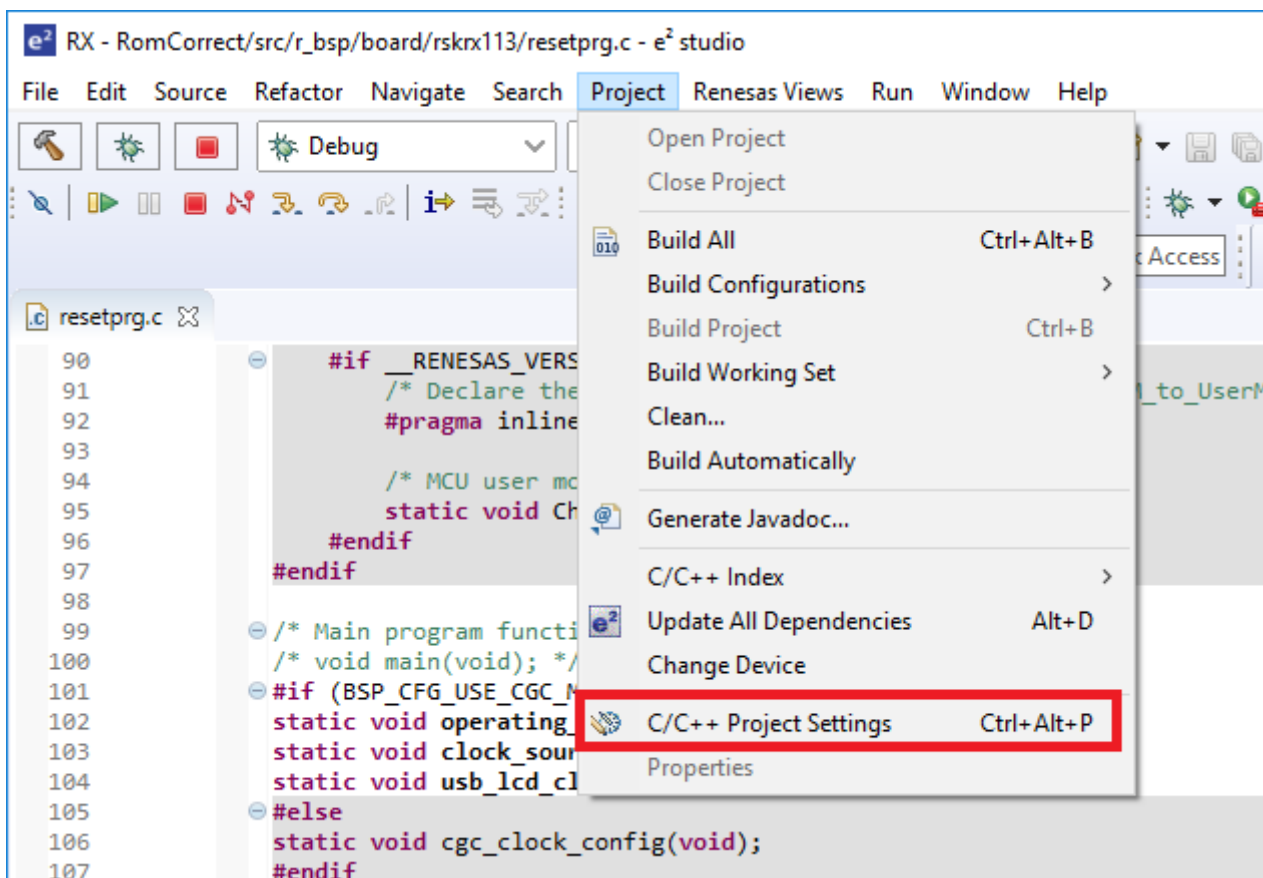 e² RX - RomCorrect/src/r_bsp/board/rskrx113/resetprg.c - e² studio
File Edit Source Refactor Navigate Search Project Renesas Views Run Window Help
Debug
Open Project
Close Project
Build All Ctrl+Alt+B
Build Configurations
Build Project Ctrl+B
Build Working Set
Clean...
Build Automatically
Generate Javadoc...
C/C++ Index
e² Update All Dependencies Alt+D
Change Device
C/C++ Project Settings Ctrl+Alt+P
Properties
Access
.c resetprg.c
90 #if __RENESAS_VERS
91 /* Declare the _to_UserM
92 #pragma inline
93
94 /* MCU user mo
95 static void Ch
96 #endif
97 #endif
98
99 /* Main program functi
100 /* void main(void); */
101 #if (BSP_CFG_USE_CGC_M
102 static void operating_
103 static void clock_sour
104 static void usb_lcd_cl
105 #else
106 static void cgc_clock_config(void);
107 #endif